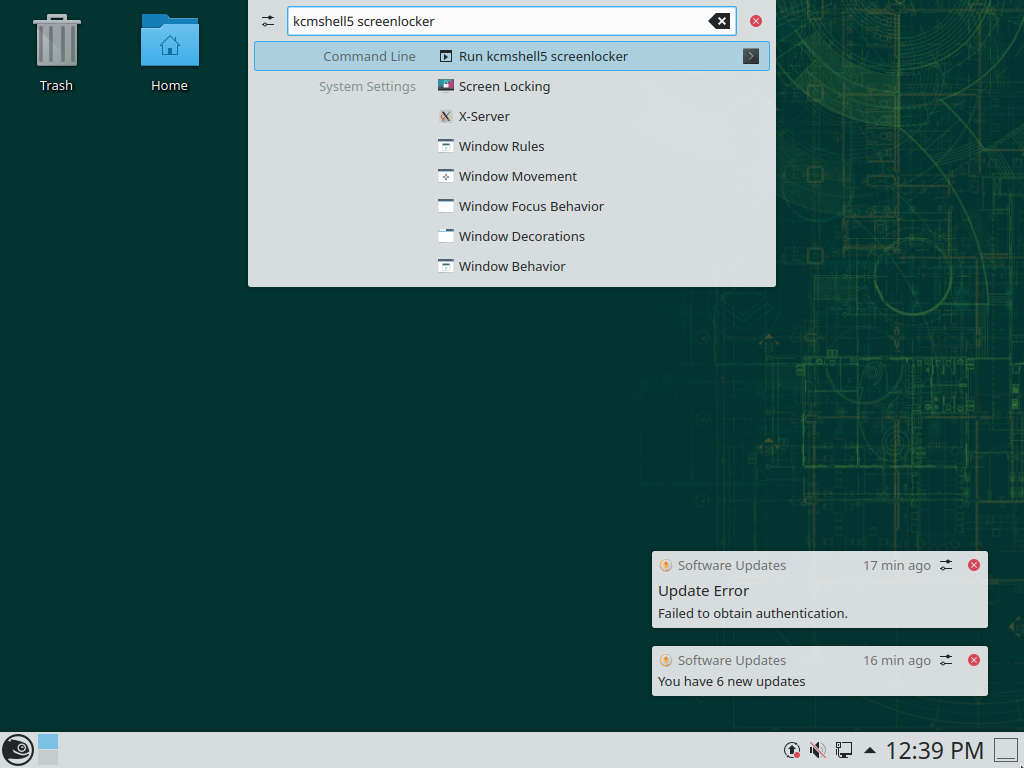 Trash
Home
kcmshell5 screenlocker
Command Line Run kcmshell5 screenlocker
System Settings Screen Locking
X-Server
Window Rules
Window Movement
Window Focus Behavior
Window Decorations
Window Behavior
Software Updates 17 min ago
Update Error
Failed to obtain authentication.
Software Updates 16 min ago
You have 6 new updates
12:39 PM